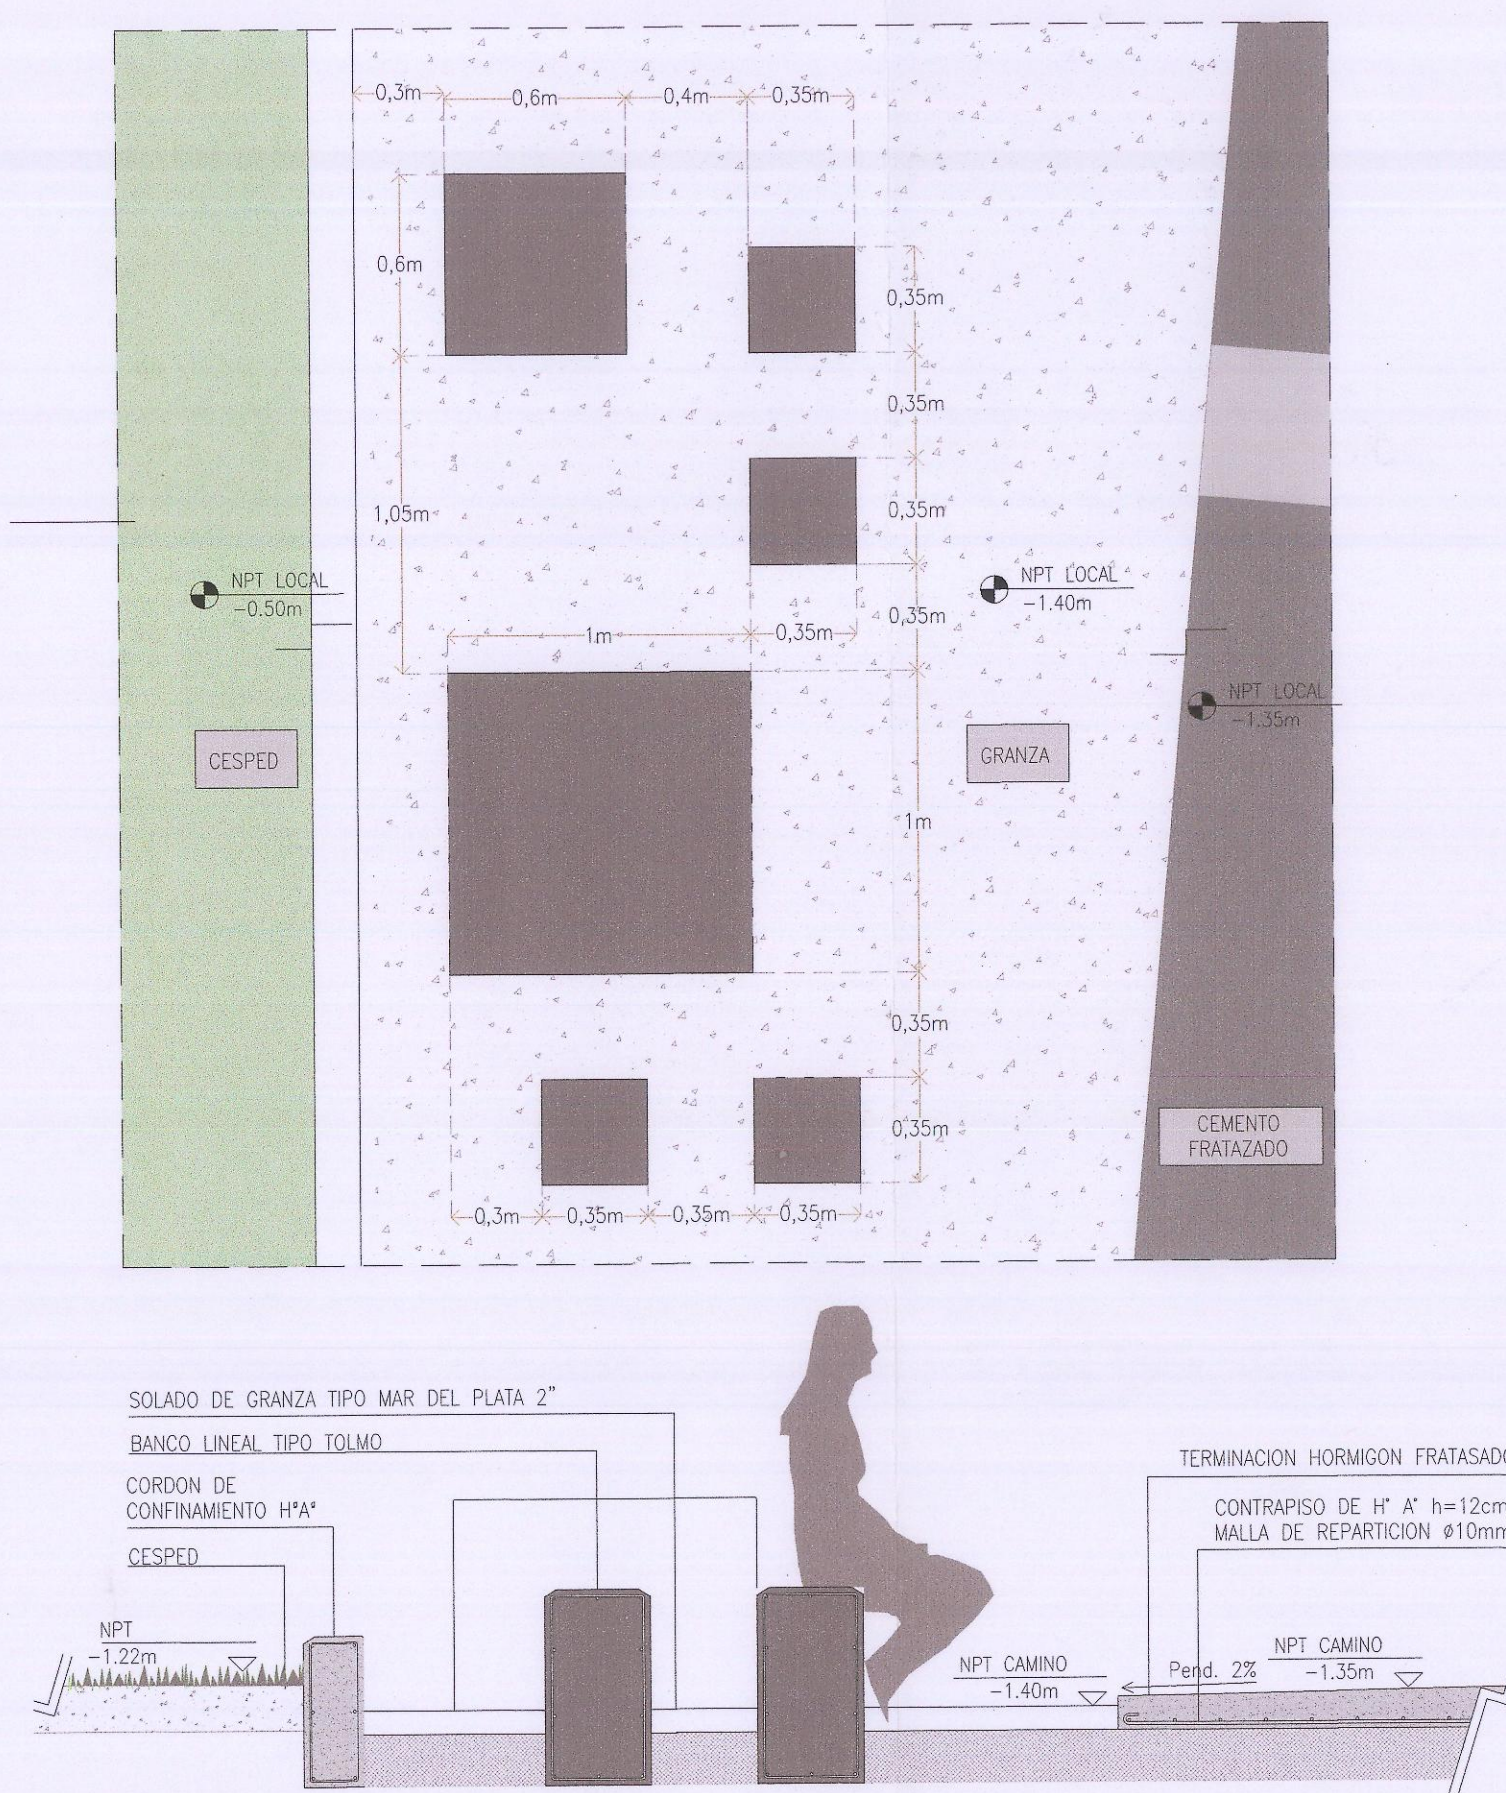 0,3m
0,6m
0,4m
0,35m
0,6m
0,35m
0,35m
1,05m
0,35m
NPT LOCAL
-0.50m
NPT LOCAL
-1.40m
0,35m
1m
0,35m
NPT LOCAL
-1.35m
CESPED
GRANZA
1m
0,35m
0,35m
CEMENTO
FRATAZADO
0,3m
0,35m
0,35m
0,35m
SOLADO DE GRANZA TIPO MAR DEL PLATA 2"
BANCO LINEAL TIPO TOLMO
CORDON DE
CONFINAMIENTO H°A°
CESPED
TERMINACION HORMIGON FRATASADO
CONTRAPISO DE H° A° h=12cm
MALLA DE REPARTICION ø10mm
NPT
-1.22m
NPT CAMINO
-1.40m
Pend. 2%
NPT CAMINO
-1.35m